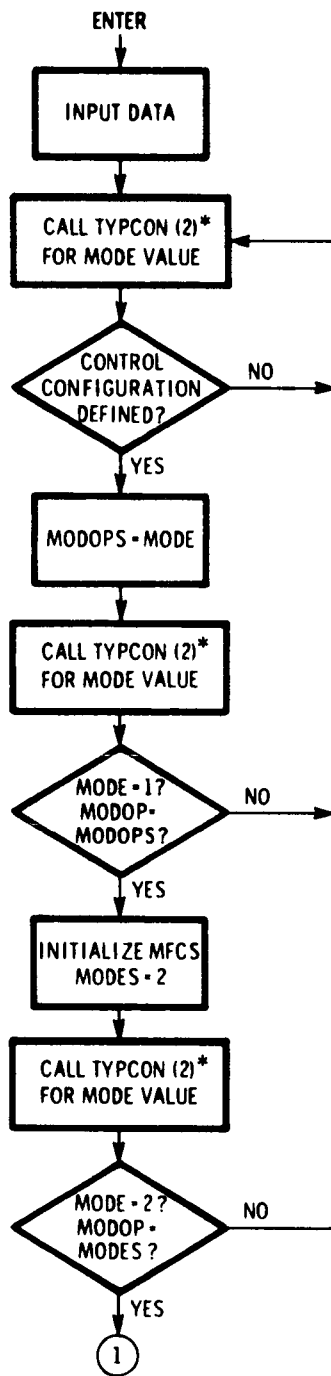 ENTER
INPUT DATA
CALL TYPCON (2)*
FOR MODE VALUE
CONTROL
CONFIGURATION
DEFINED?
NO
YES
MODOPS = MODE
CALL TYPCON (2)*
FOR MODE VALUE
MODE = 1?
MODOP=
MODOPS?
NO
YES
INITIALIZE MFCS
MODES = 2
CALL TYPCON (2)*
FOR MODE VALUE
MODE = 2?
MODOP =
MODES?
NO
YES
1